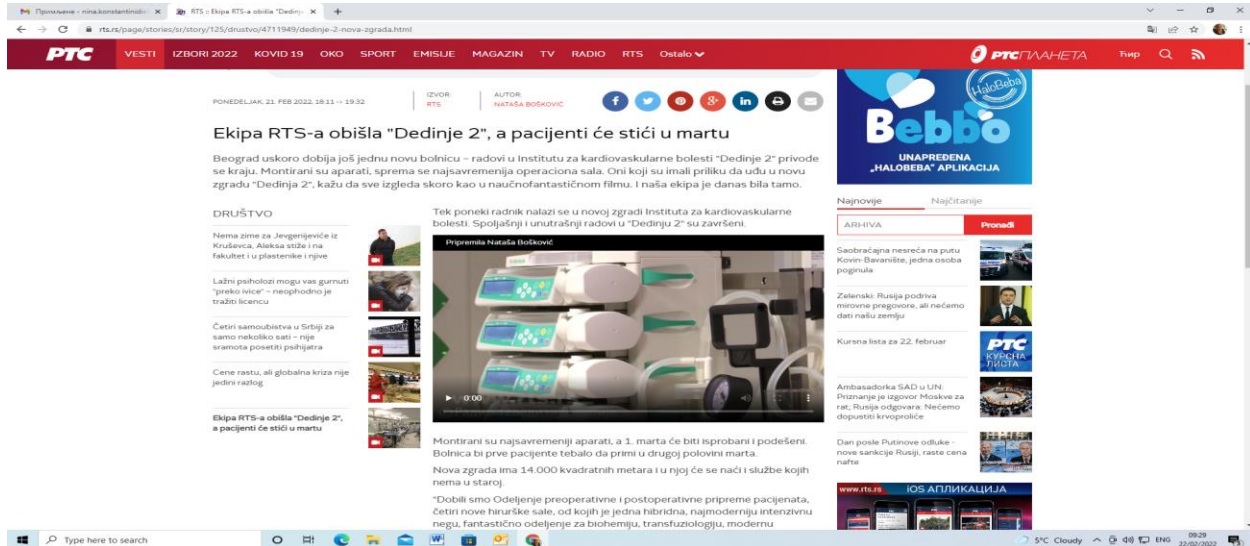 Примљене - nina.konstantinidis
RTS :: Ekipa RTS-a obišla "Dedinje
rts.rs/page/stories/sr/story/125/drustvo/4711949/dedinje-2-nova-zgrada.html
РТС VESTI IZBORI 2022 KOVID 19 OKO SPORT EMISIJE MAGAZIN TV RADIO RTS Ostalo РТС ПЛАНЕТА Ћир
PONEDELJAK, 21. FEB 2022, 18:11 -> 19:32
IZVOR:
RTS
AUTOR:
NATAŠA BOŠKOVIĆ
Ekipa RTS-a obišla "Dedinje 2", a pacijenti će stići u martu
Beograd uskoro dobija još jednu novu bolnicu – radovi u Institutu za kardiovaskularne bolesti "Dedinje 2" privode
se kraju. Montirani su aparati, sprema se najsavremenija operaciona sala. Oni koji su imali priliku da uđu u novu
zgradu "Dedinja 2", kažu da sve izgleda skoro kao u naučnofantastičnom filmu. I naša ekipa je danas bila tamo.
DRUŠTVO
Nema zime za Jevgenijeviće iz
Kruševca, Aleksa stiže i na
fakultet i u plastenike i njive
Lažni psiholozi mogu vas gurnuti
"preko ivice" – neophodno je
tražiti licencu
Četiri samoubistva u Srbiji za
samo nekoliko sati – nije
sramota posetiti psihijatra
Cene rastu, ali globalna kriza nije
jedini razlog
Ekipa RTS-a obišla "Dedinje 2",
a pacijenti će stići u martu
Tek poneki radnik nalazi se u novoj zgradi Instituta za kardiovaskularne
bolesti. Spoljašnji i unutrašnji radovi u "Dedinju 2" su završeni.
Pripremila Nataša Bošković
0:00
Montirani su najsavremeniji aparati, a 1. marta će biti isprobani i podešeni.
Bolnica bi prve pacijente tebalo da primi u drugoj polovini marta.
Nova zgrada ima 14.000 kvadratnih metara i u njoj će se naći i službe kojih
nema u staroj.
"Dobili smo Odeljenje preoperativne i postoperativne pripreme pacijenata,
četiri nove hirurške sale, od kojih je jedna hibridna, najmoderniju intenzivnu
negu, fantastično odeljenje za biohemiju, transfuziologiju, modernu
HaloBeba
Bebbo
UNAPREĐENA
„HALOBEBA" APLIKACIJA
Najnovije Najčitanije
ARHIVA Pronađi
Saobraćajna nesreća na putu
Kovin-Bavanište, jedna osoba
poginula
Zelenski: Rusija podriva
mirovne pregovore, ali nećemo
dati našu zemlju
Kursna lista za 22. februar
РТС
КУРСНА
ЛИСТА
Ambasadorka SAD u UN:
Priznanje je izgovor Moskve za
rat; Rusija odgovara: Nećemo
dopustiti krvoproliće
Dan posle Putinove odluke -
nove sankcije Rusiji, raste cena
nafte
www.rts.rs iOS АПЛИКАЦИЈА
Type here to search
5°C Cloudy
ENG
09:29
22/02/2022